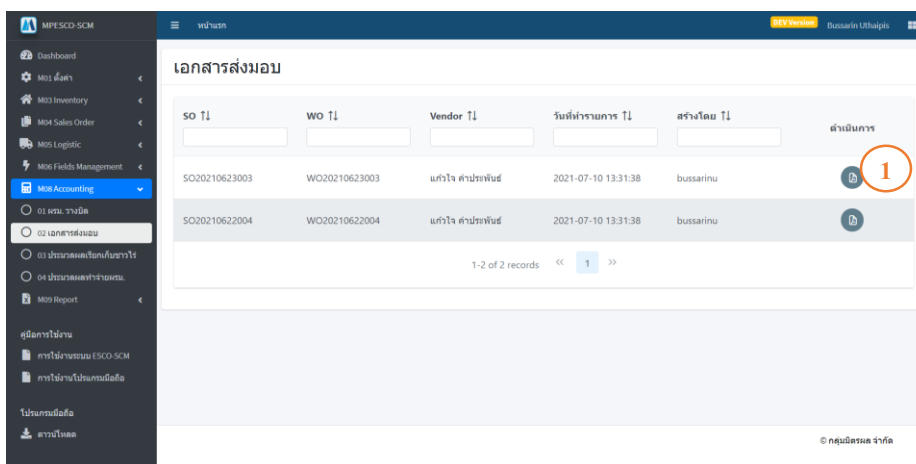 MPESCO-SCM
หน้าแรก
DEV Version
Bussarin Uthaipis
Dashboard
M01 ตั้งค่า
M03 Inventory
M04 Sales Order
M05 Logistic
M06 Fields Management
M08 Accounting
01 ผรม. วางบิล
02 เอกสารส่งมอบ
03 ประมวลผลเรียกเก็บชาวไร่
04 ประมวลผลทำจ่ายผรม.
M09 Report
คู่มือการใช้งาน
การใช้งานระบบ ESCO-SCM
การใช้งานโปรแกรมมือถือ
โปรแกรมมือถือ
ดาวน์โหลด
เอกสารส่งมอบ
SO WO Vendor วันที่ทำรายการ สร้างโดย ดำเนินการ
SO20210623003 WO20210623003 แก้วใจ คำประพันธ์ 2021-07-10 13:31:38 bussarinu
1
SO20210622004 WO20210622004 แก้วใจ คำประพันธ์ 2021-07-10 13:31:38 bussarinu
1-2 of 2 records << 1 >>
© กลุ่มมิตรผล จำกัด